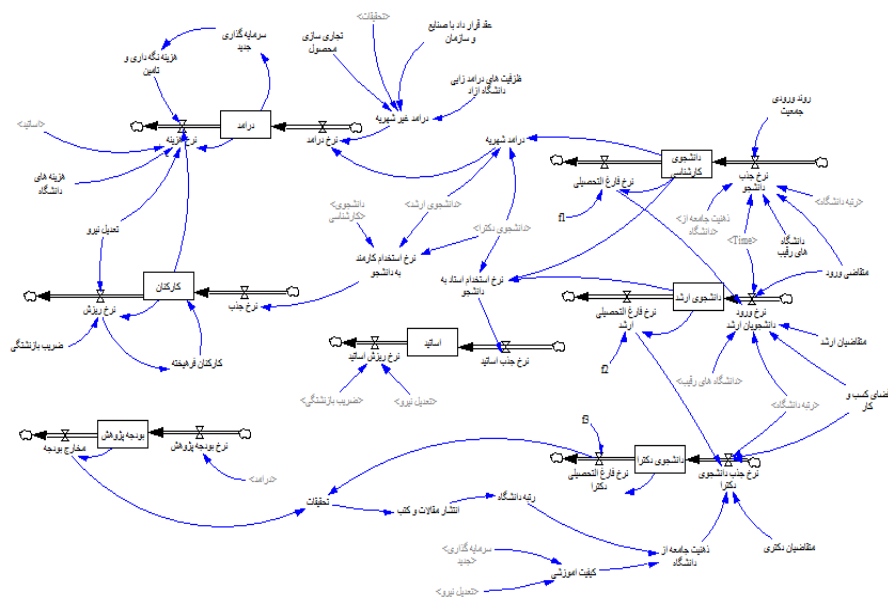 <تحقیقات>
عقد قرار داد با صنایع
و سازمان
تجاری سازی
محصول
سرمایه گذاری
جدید
هزینه نگه داری و
تامین
ظزفیت های درامد زایی
دانشگاه ازاد
درامد غیر شهریه
درامد
نرخ درامد
نرخ هزینه
<اساتید>
هزینه های
دانشگاه
درامد شهریه
روند ورودی
جمعیت
دانشجوی
کارشناسی
نرخ جذب
دانشجو
نرخ فارغ التحصیلی
f1
<رتبه دانشگاه>
<ذهنیت جامعه از
دانشگاه>
<Time>
دانشگاه
های رقیب
متقاضی ورود
<دانشجوی
کارشناسی>
<دانشجوی ارشد>
<دانشجوی دکترا>
تعدیل نیرو
نرخ استخدام کارمند
به دانشجو
نرخ استخدام استاد به
دانشجو
کارکنان
نرخ جذب
نرخ ریزش
ضریب بازنشتگی
کارکنان فرهیخته
دانشجوی ارشد
نرخ ورود
دانشجویان ارشد
نرخ فارغ التحصیلی
ارشد
f2
متقاضیان ارشد
<دانشگاه های رقیب>
<رتبه دانشگاه>
ضای کسب و
کار
اساتید
نرخ جذب اساتید
نرخ ریزش اساتید
<ضریب بازنشتگی>
<تعدیل نیرو>
بودجه پژوهش
نرخ بودجه پژوهش
مخارج بودجه
<درامد>
f3
دانشجوی دکترا
نرخ جذب دانشجوی
دکترا
نرخ فارغ التحصیلی
دکترا
تحقیقات
انتشار مقالات و کتب
رتبه دانشگاه
ذهنیت جامعه از
دانشگاه
متقاضیان دکتری
<سرمایه گذاری
جدید>
کیفیت اموزشی
<تعدیل نیرو>